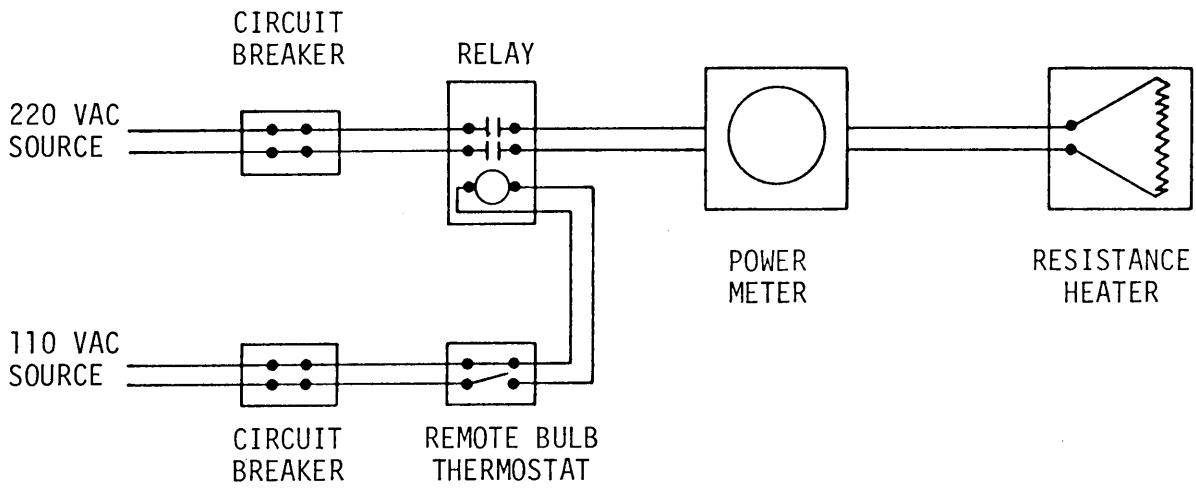 CIRCUIT
BREAKER
RELAY
220 VAC
SOURCE
POWER
METER
RESISTANCE
HEATER
110 VAC
SOURCE
CIRCUIT
BREAKER
REMOTE BULB
THERMOSTAT